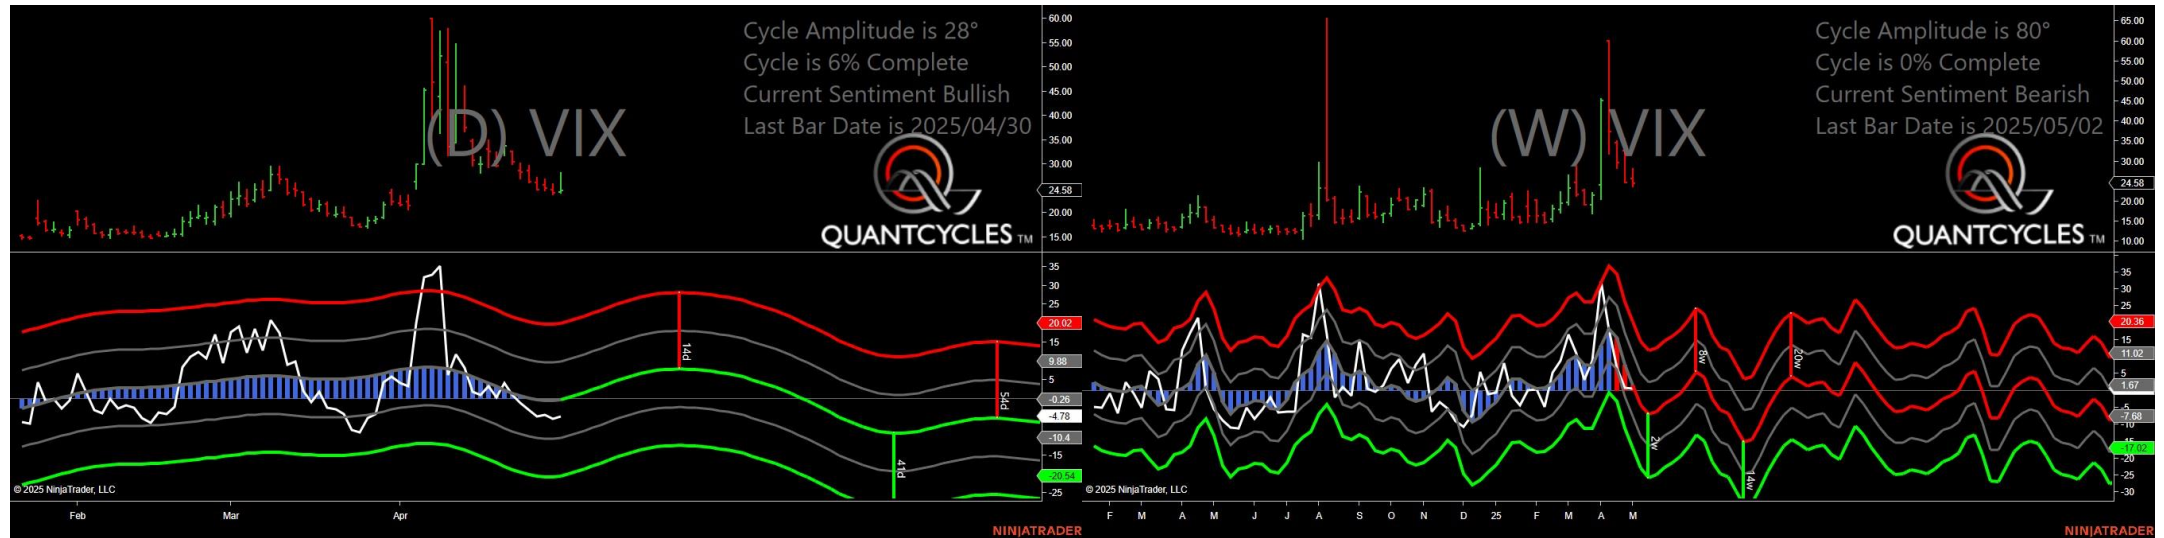 Cycle Amplitude is 28°
Cycle is 6% Complete
Current Sentiment Bullish
Last Bar Date is 2025/04/30
(D) VIX
QUANTCYCLES TM
60.00
55.00
50.00
45.00
40.00
35.00
30.00
24.58
20.00
15.00
35
30
25
20.02
15
9.88
5
-0.26
-4.78
-10.4
-15
-20.54
-25
14d
41d
54d
© 2025 NinjaTrader, LLC
Feb
Mar
Apr
NINJATRADER
Cycle Amplitude is 80°
Cycle is 0% Complete
Current Sentiment Bearish
Last Bar Date is 2025/05/02
(W) VIX
QUANTCYCLES TM
65.00
60.00
55.00
50.00
45.00
40.00
35.00
30.00
24.58
20.00
15.00
10.00
35
30
25
20.36
15
11.02
5
1.67
-5
-7.68
-10
-15
-17.02
-20
-25
-30
2w
8w
14w
20w
© 2025 NinjaTrader, LLC
F M A M J J A S O N D 25 F M A M
NINJATRADER